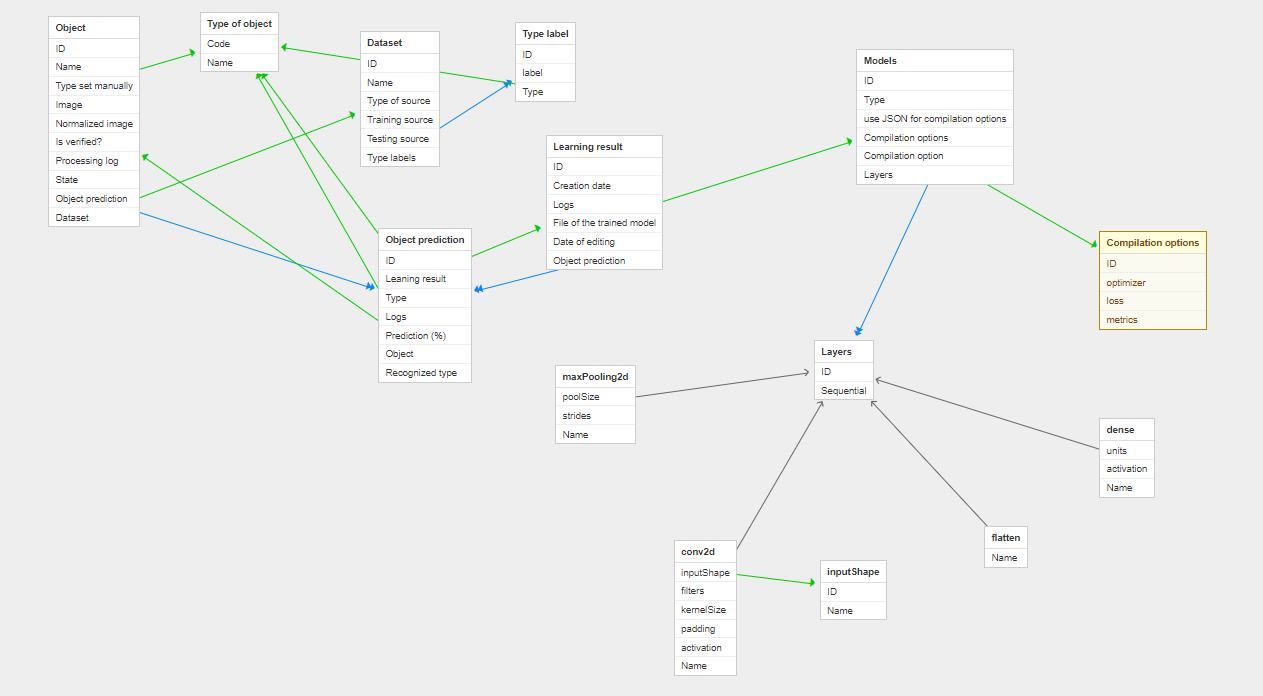 Object
ID
Name
Type set manually
Image
Normalized image
Is verified?
Processing log
State
Object prediction
Dataset
Type of object
Code
Name
Dataset
ID
Name
Type of source
Training source
Testing source
Type labels
Type label
ID
label
Type
Models
ID
Type
use JSON for compilation options
Compilation options
Compilation option
Layers
Learning result
ID
Creation date
Logs
File of the trained model
Date of editing
Object prediction
Object prediction
ID
Leaning result
Type
Logs
Prediction (%)
Object
Recognized type
Compilation options
ID
optimizer
loss
metrics
Layers
ID
Sequential
maxPooling2d
poolSize
strides
Name
dense
units
activation
Name
flatten
Name
conv2d
inputShape
filters
kernelSize
padding
activation
Name
inputShape
ID
Name